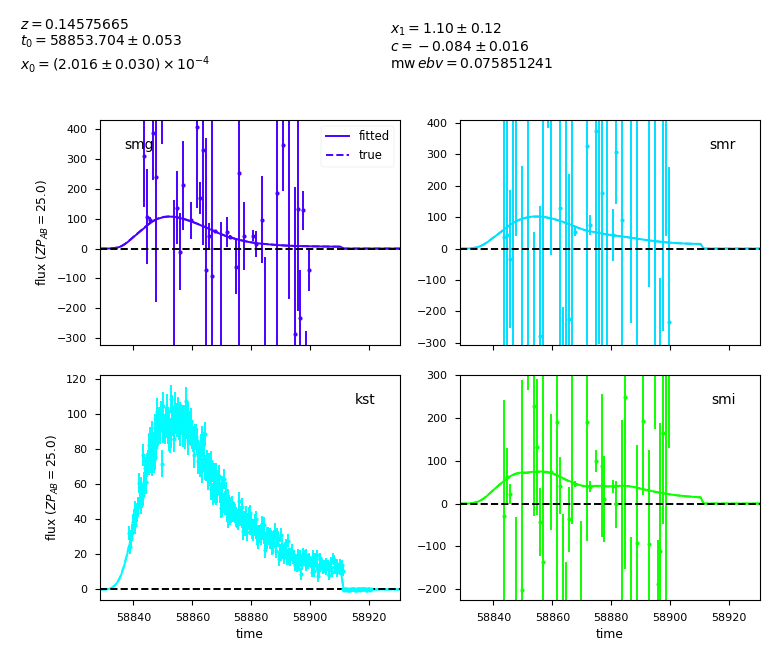 z = 0.14575665
t₀ = 58853.704 ± 0.053
x₀ = (2.016 ± 0.030) × 10⁻⁴
x₁ = 1.10 ± 0.12
c = −0.084 ± 0.016
mw ebv = 0.075851241
400
300
200
100
0
−100
−200
−300
flux (ZP_AB = 25.0)
smg
fitted
true
400
300
200
100
0
−100
−200
−300
smr
120
100
80
60
40
20
0
flux (ZP_AB = 25.0)
kst
58840 58860 58880 58900 58920
time
300
200
100
0
−100
−200
smi
58840 58860 58880 58900 58920
time